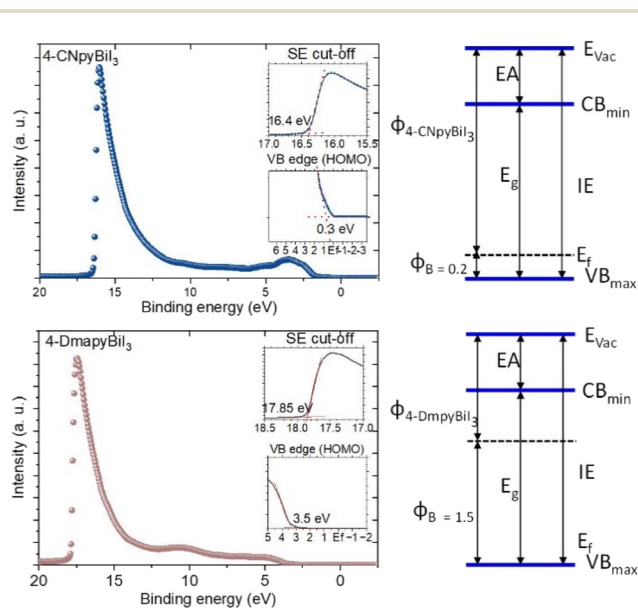 4-CNpyBiI3
SE cut-off
16.4 eV
17.0 16.5 16.0 15.5
VB edge (HOMO)
0.3 eV
6 5 4 3 2 1 Ef-1-2-3
Intensity (a. u.)
20 15 10 5 0
Binding energy (eV)
EVac
EA
CBmin
ϕ4-CNpyBiI3
Eg
IE
Ef
ϕB = 0.2
VBmax
4-DmapyBiI3
SE cut-off
17.85 eV
18.5 18.0 17.5 17.0
VB edge (HOMO)
3.5 eV
5 4 3 2 1 Ef-1-2
Intensity (a. u.)
20 15 10 5 0
Binding energy (eV)
EVac
EA
CBmin
ϕ4-DmpyBiI3
Eg
IE
ϕB = 1.5
Ef
VBmax